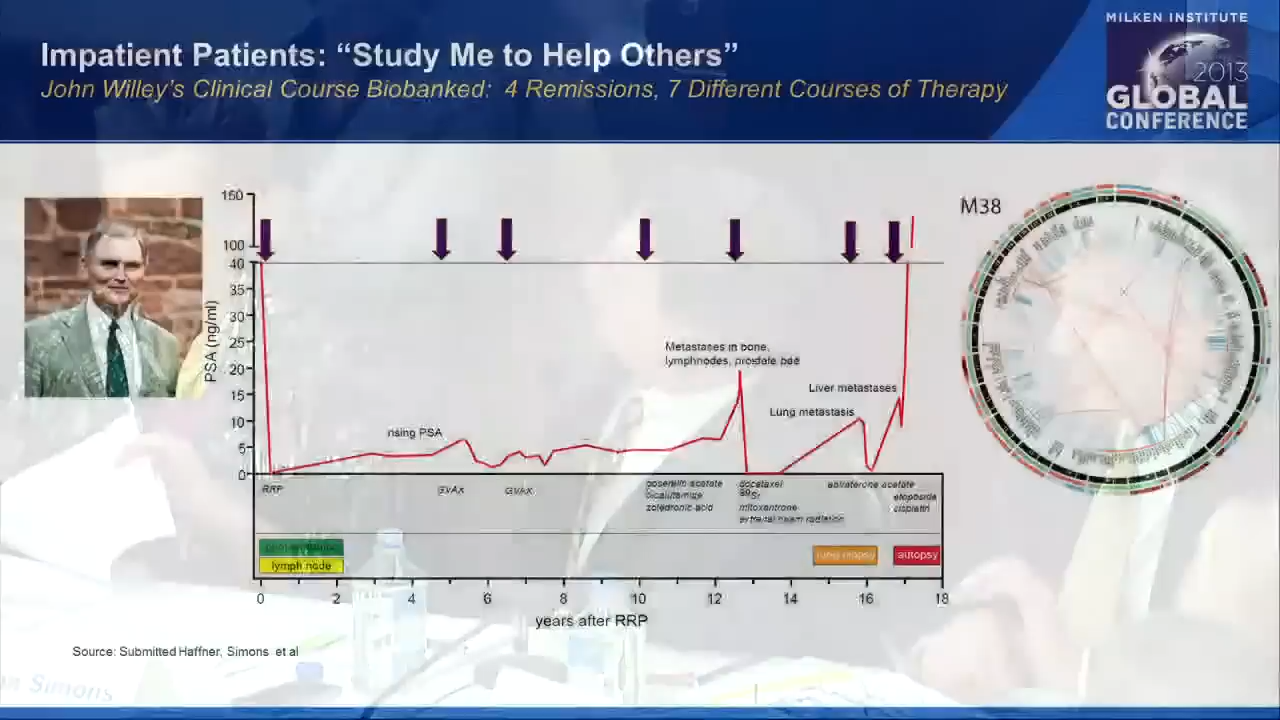 MILKEN INSTITUTE
2013
GLOBAL
CONFERENCE
Impatient Patients: “Study Me to Help Others”
John Willey’s Clinical Course Biobanked: 4 Remissions, 7 Different Courses of Therapy
M38
PSA (ng/ml)
150
100
40
35
30
25
20
15
10
5
0
Metastases in bone,
lymphnodes, prostate bed
Liver metastases
Lung metastasis
rising PSA
RRP
GVAX
GVAX
goserelin acetate
bicalutamide
zoledronic acid
docetaxel
89Sr
mitoxantrone
external beam radiation
abiraterone acetate
etoposide
cisplatin
lymph node
lung biopsy
autopsy
0 2 4 6 8 10 12 14 16 18
years after RRP
Source: Submitted Haffner, Simons et al
Simons